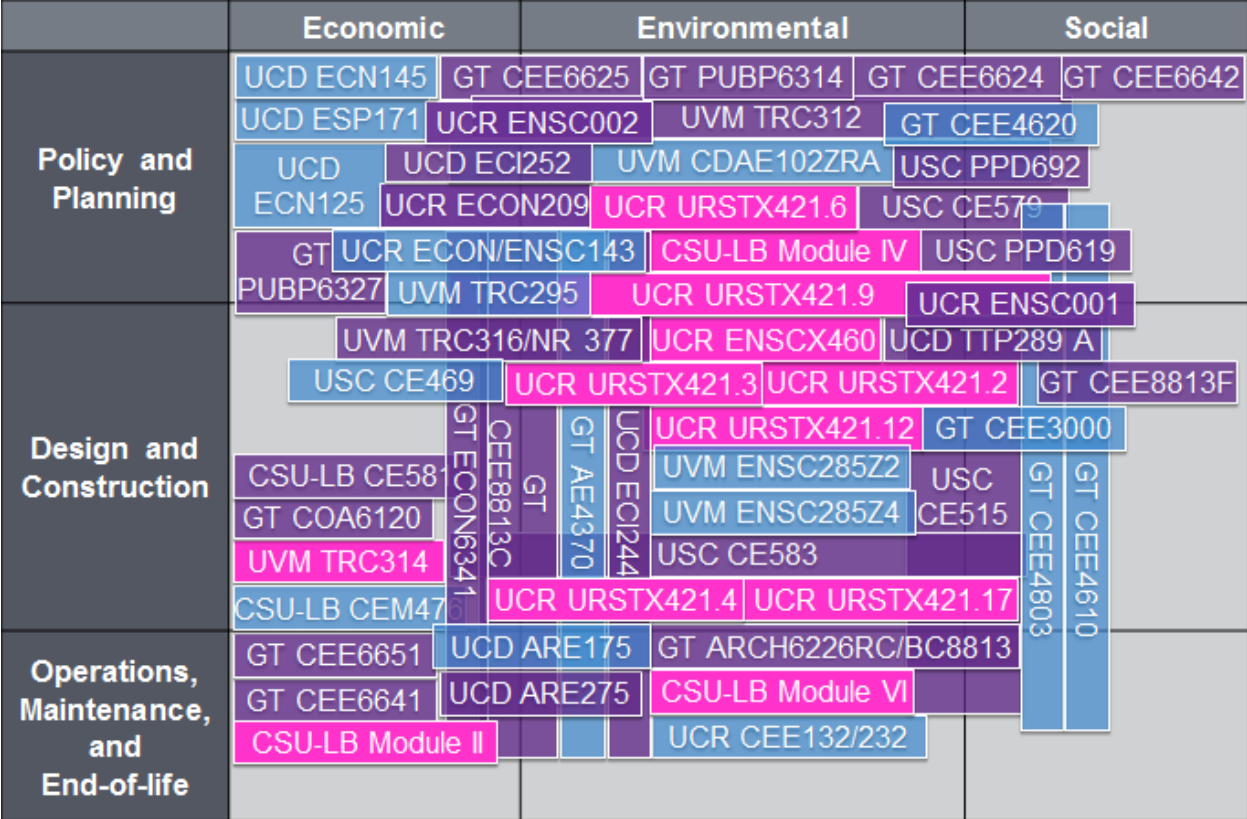 Economic
Environmental
Social
Policy and
Planning
UCD ECN145
GT CEE6625
GT PUBP6314
GT CEE6624
GT CEE6642
UCD ESP171
UCR ENSC002
UVM TRC312
GT CEE4620
UCD
ECN125
UCD ECI252
UVM CDAE102ZRA
USC PPD692
UCR ECON209
UCR URSTX421.6
USC CE579
GT
PUBP6327
UCR ECON/ENSC143
CSU-LB Module IV
USC PPD619
UVM TRC295
UCR URSTX421.9
UCR ENSC001
Design and
Construction
UVM TRC316/NR 377
UCR ENSCX460
UCD TTP289 A
USC CE469
UCR URSTX421.3
UCR URSTX421.2
GT CEE8813F
UCR URSTX421.12
GT CEE3000
GT ECON6341
GT
CEE8813C
GT AE4370
UCD ECI244
CSU-LB CE581
UVM ENSC285Z2
USC
CE515
GT CEE4803
GT CEE4610
GT COA6120
UVM ENSC285Z4
UVM TRC314
USC CE583
CSU-LB CEM476
UCR URSTX421.4
UCR URSTX421.17
Operations,
Maintenance,
and
End-of-life
GT CEE6651
UCD ARE175
GT ARCH6226RC/BC8813
GT CEE6641
UCD ARE275
CSU-LB Module VI
CSU-LB Module II
UCR CEE132/232